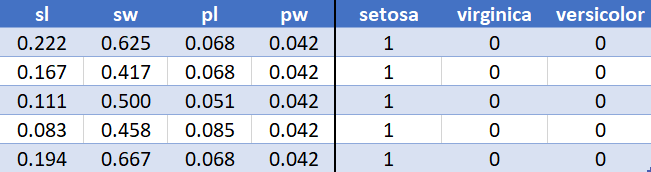 sl sw pl pw setosa virginica versicolor
0.222 0.625 0.068 0.042 1 0 0
0.167 0.417 0.068 0.042 1 0 0
0.111 0.500 0.051 0.042 1 0 0
0.083 0.458 0.085 0.042 1 0 0
0.194 0.667 0.068 0.042 1 0 0